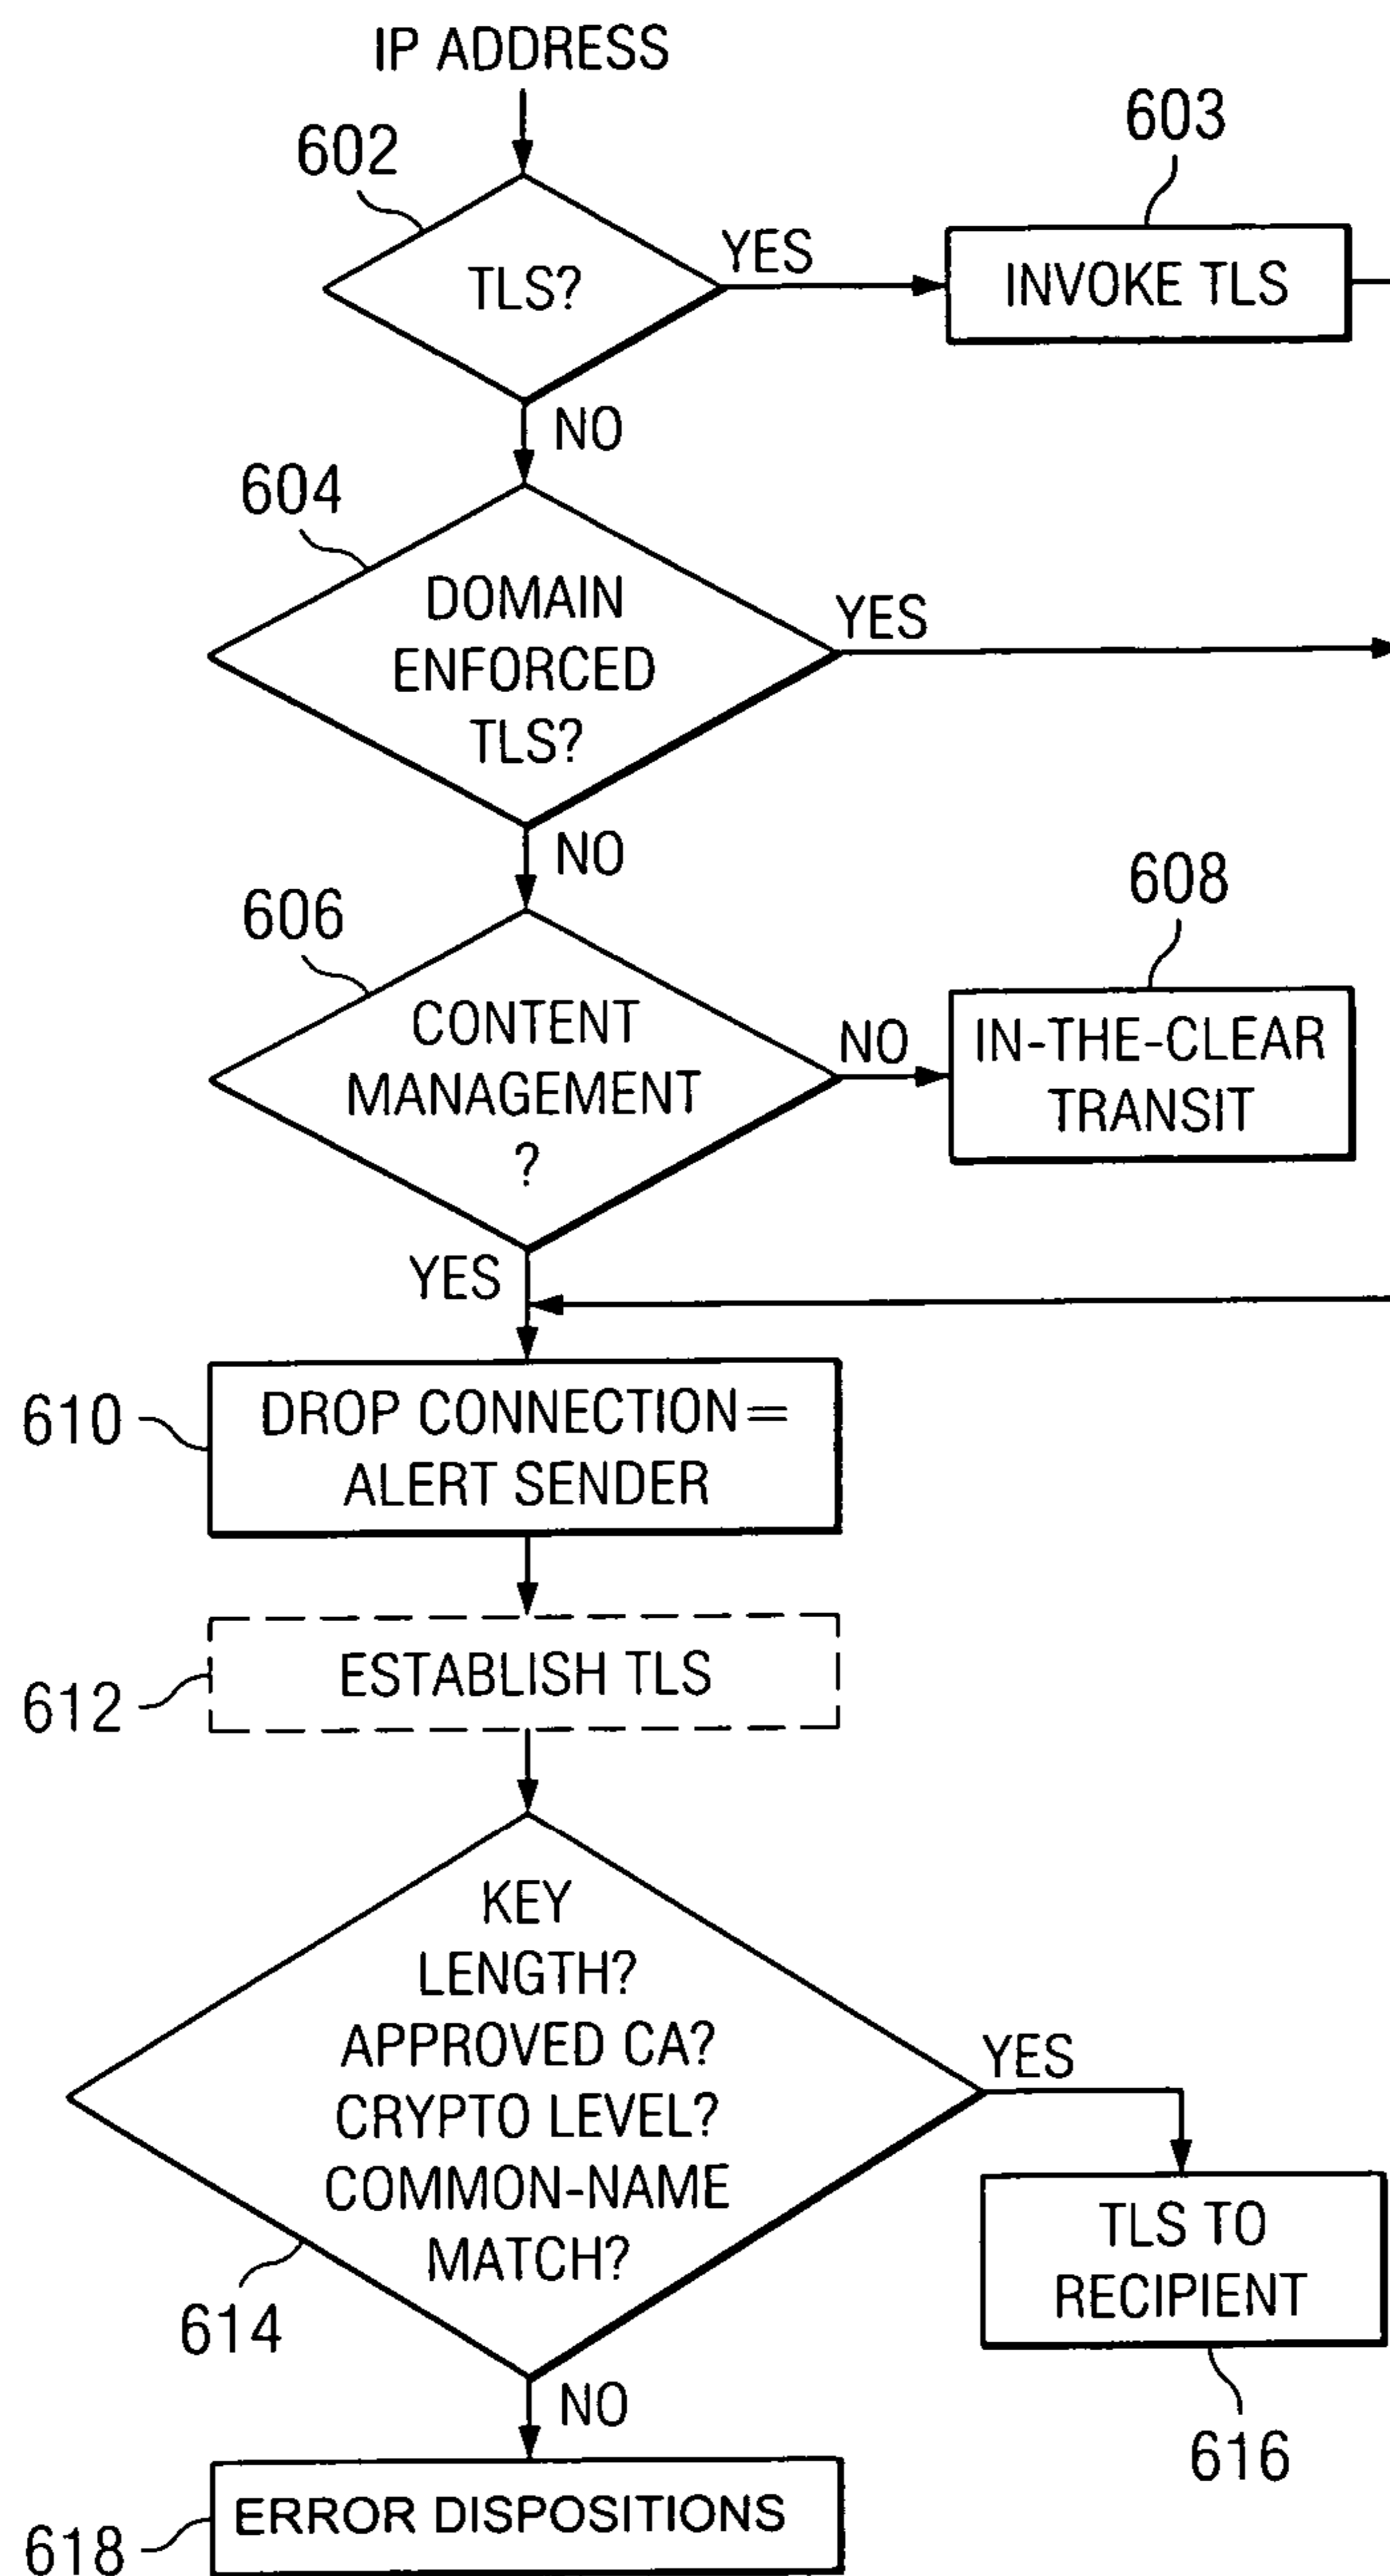 IP ADDRESS
602
603
TLS?
YES
INVOKE TLS
NO
604
DOMAIN
ENFORCED
TLS?
YES
NO
606
608
CONTENT
MANAGEMENT
?
NO
IN-THE-CLEAR
TRANSIT
YES
610
DROP CONNECTION=
ALERT SENDER
612
ESTABLISH TLS
KEY
LENGTH?
APPROVED CA?
CRYPTO LEVEL?
COMMON-NAME
MATCH?
YES
614
TLS TO
RECIPIENT
616
NO
618
ERROR DISPOSITIONS